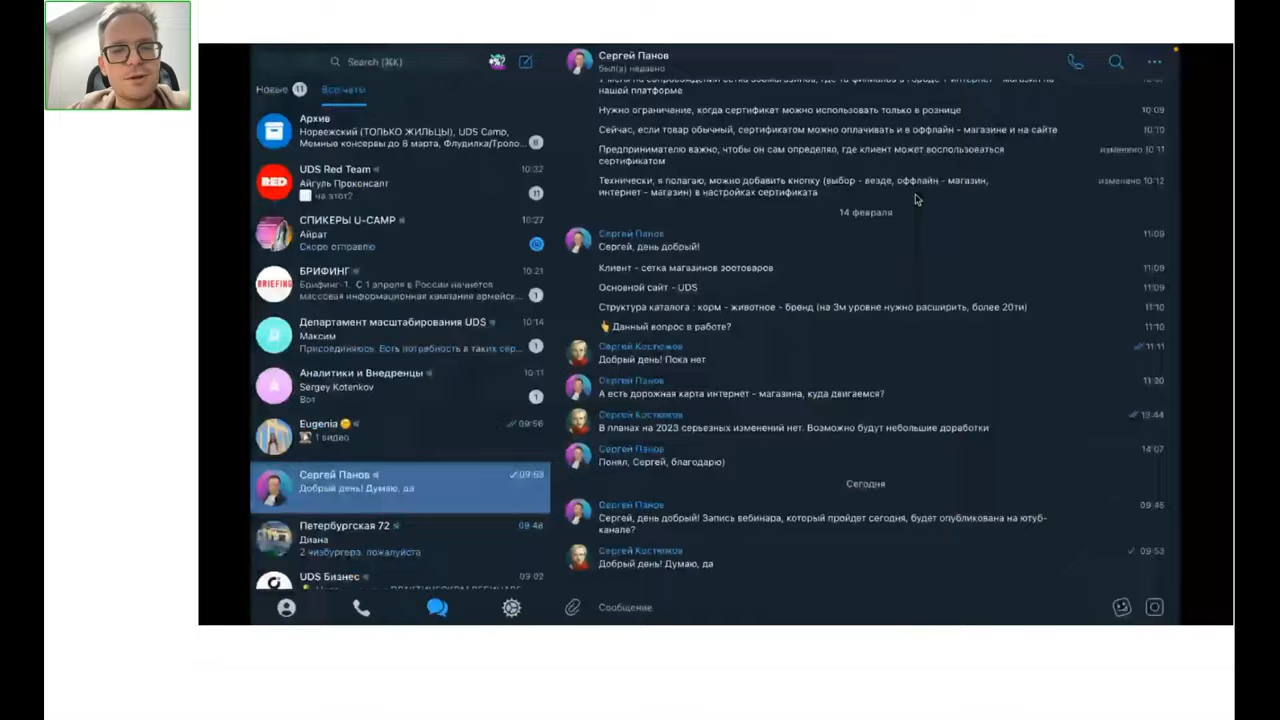 Search (⌘K)
Новые 11 Все чаты
Архив
Норвежский (ТОЛЬКО ЖИЛЬЦЫ), UDS Camp,
Мемные консервы до 8 марта, Флудилка/Троло...
UDS Red Team 10:32
Айгуль Проконсалт
на этот? 11
RED
СПИКЕРЫ U-CAMP 10:27
Айрат
Скоро отправлю
БРИФИНГ 10:21
Брифинг-1. С 1 апреля в России начнется
массовая информационная кампания армейск... 1
BRIEFING
Департамент масштабирования UDS 10:14
Максим
Присоединяюсь. Есть потребность в таких сер... 1
Аналитики и Внедренцы 10:11
Sergey Kotenkov
Вот 1
Eugenia 09:56
1 видео
Сергей Панов 09:53
Добрый день! Думаю, да
Петербургская 72 09:48
Диана
2 чизбургера, пожалуйста
UDS Бизнес 09:02
Сергей Панов
был(а) недавно
нашей платформе
Нужно ограничение, когда сертификат можно использовать только в рознице 10:09
Сейчас, если товар обычный, сертификатом можно оплачивать и в оффлайн - магазине и на сайте 10:10
Предпринимателю важно, чтобы он сам определял, где клиент может воспользоваться изменено 10:11
сертификатом
Технически, я полагаю, можно добавить кнопку (выбор - везде, оффлайн - магазин, изменено 10:12
интернет - магазин) в настройках сертификата
14 февраля
Сергей Панов 11:09
Сергей, день добрый!
Клиент - сетка магазинов зоотоваров 11:09
Основной сайт - UDS 11:09
Структура каталога : корм - животное - бренд (на 3м уровне нужно расширить, более 20ти) 11:10
👆Данный вопрос в работе? 11:10
Сергей Костюмов 11:11
Добрый день! Пока нет
Сергей Панов 11:20
А есть дорожная карта интернет - магазина, куда двигаемся?
Сергей Костюмов 13:44
В планах на 2023 серьезных изменений нет. Возможно будут небольшие доработки
Сергей Панов 14:07
Понял, Сергей, благодарю)
Сегодня
Сергей Панов 09:46
Сергей, день добрый! Запись вебинара, который пройдет сегодня, будет опубликована на ютуб-
канале?
Сергей Костюмов 09:53
Добрый день! Думаю, да
Сообщение